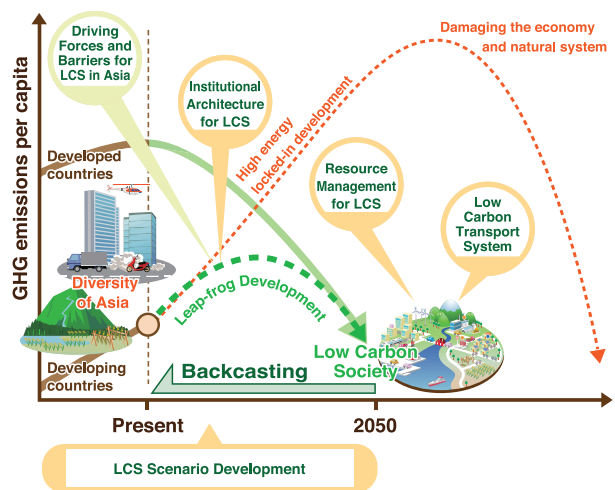 Damaging the economy
and natural system
Driving
Forces and
Barriers for
LCS in Asia
Institutional
Architecture
for LCS
High energy
locked-in development
Resource
Management
for LCS
Low
Carbon
Transport
System
GHG emissions per capita
Developed
countries
Diversity
of Asia
Leap-frog Development
Low Carbon
Society
Developing
countries
Backcasting
Present
2050
LCS Scenario Development